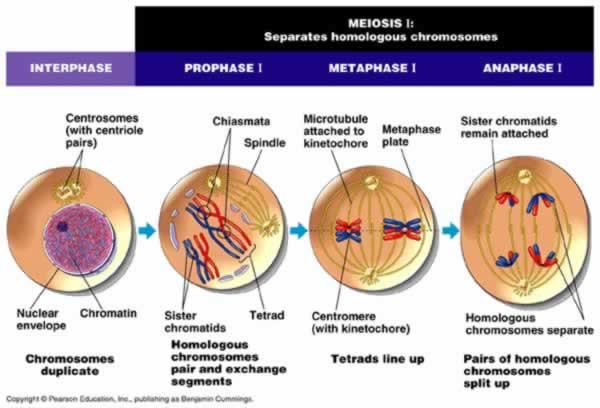 MEIOSIS I:
Separates homologous chromosomes
INTERPHASE
PROPHASE I
METAPHASE I
ANAPHASE I
Centrosomes
(with centriole
pairs)
Chiasmata
Spindle
Microtubule
attached to
kinetochore
Metaphase
plate
Sister chromatids
remain attached
Nuclear
envelope
Chromatin
Sister
chromatids
Tetrad
Centromere
(with kinetochore)
Homologous
chromosomes separate
Chromosomes
duplicate
Homologous
chromosomes
pair and exchange
segments
Tetrads line up
Pairs of homologous
chromosomes
split up
Copyright © Pearson Education, Inc., publishing as Benjamin Cummings.